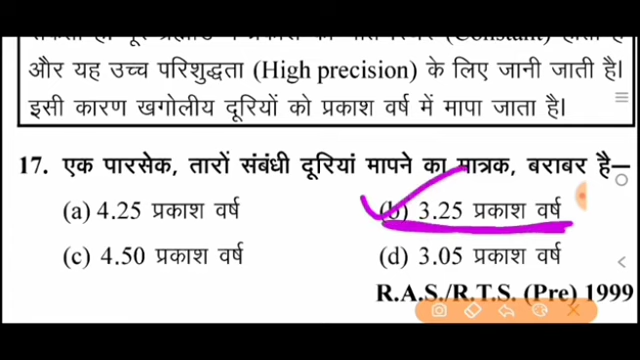 और यह उच्च परिशुद्धता (High precision) के लिए जानी जाती है।
इसी कारण खगोलीय दूरियों को प्रकाश वर्ष में मापा जाता है।
17. एक पारसेक, तारों संबंधी दूरियां मापने का मात्रक, बराबर है–
(a) 4.25 प्रकाश वर्ष (b) 3.25 प्रकाश वर्ष
(c) 4.50 प्रकाश वर्ष (d) 3.05 प्रकाश वर्ष
R.A.S./R.T.S. (Pre) 1999